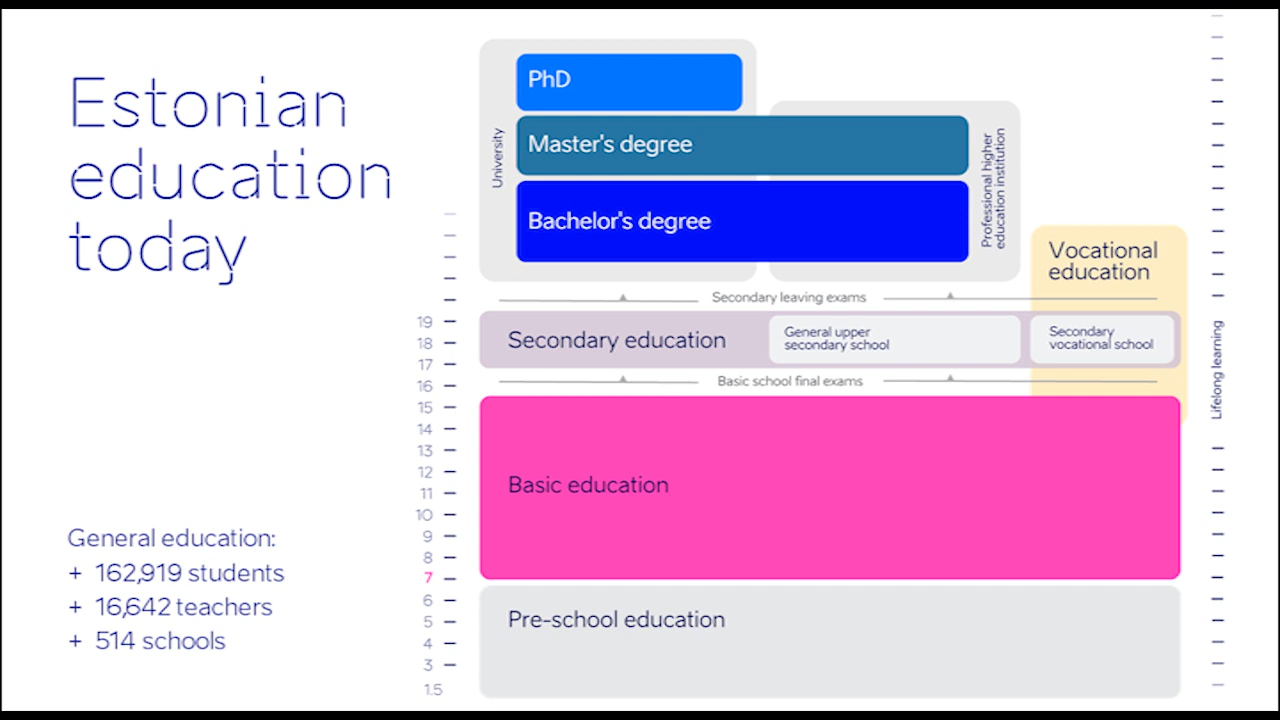 Estonian
education
today
General education:
+ 162,919 students
+ 16,642 teachers
+ 514 schools
PhD
Master's degree
Bachelor's degree
University
Professional higher
education institution
Vocational
education
Secondary leaving exams
Secondary education
General upper
secondary school
Secondary
vocational school
Basic school final exams
Basic education
Pre-school education
19
18
17
16
15
14
13
12
11
10
9
8
7
6
5
4
3
1.5
Lifelong learning